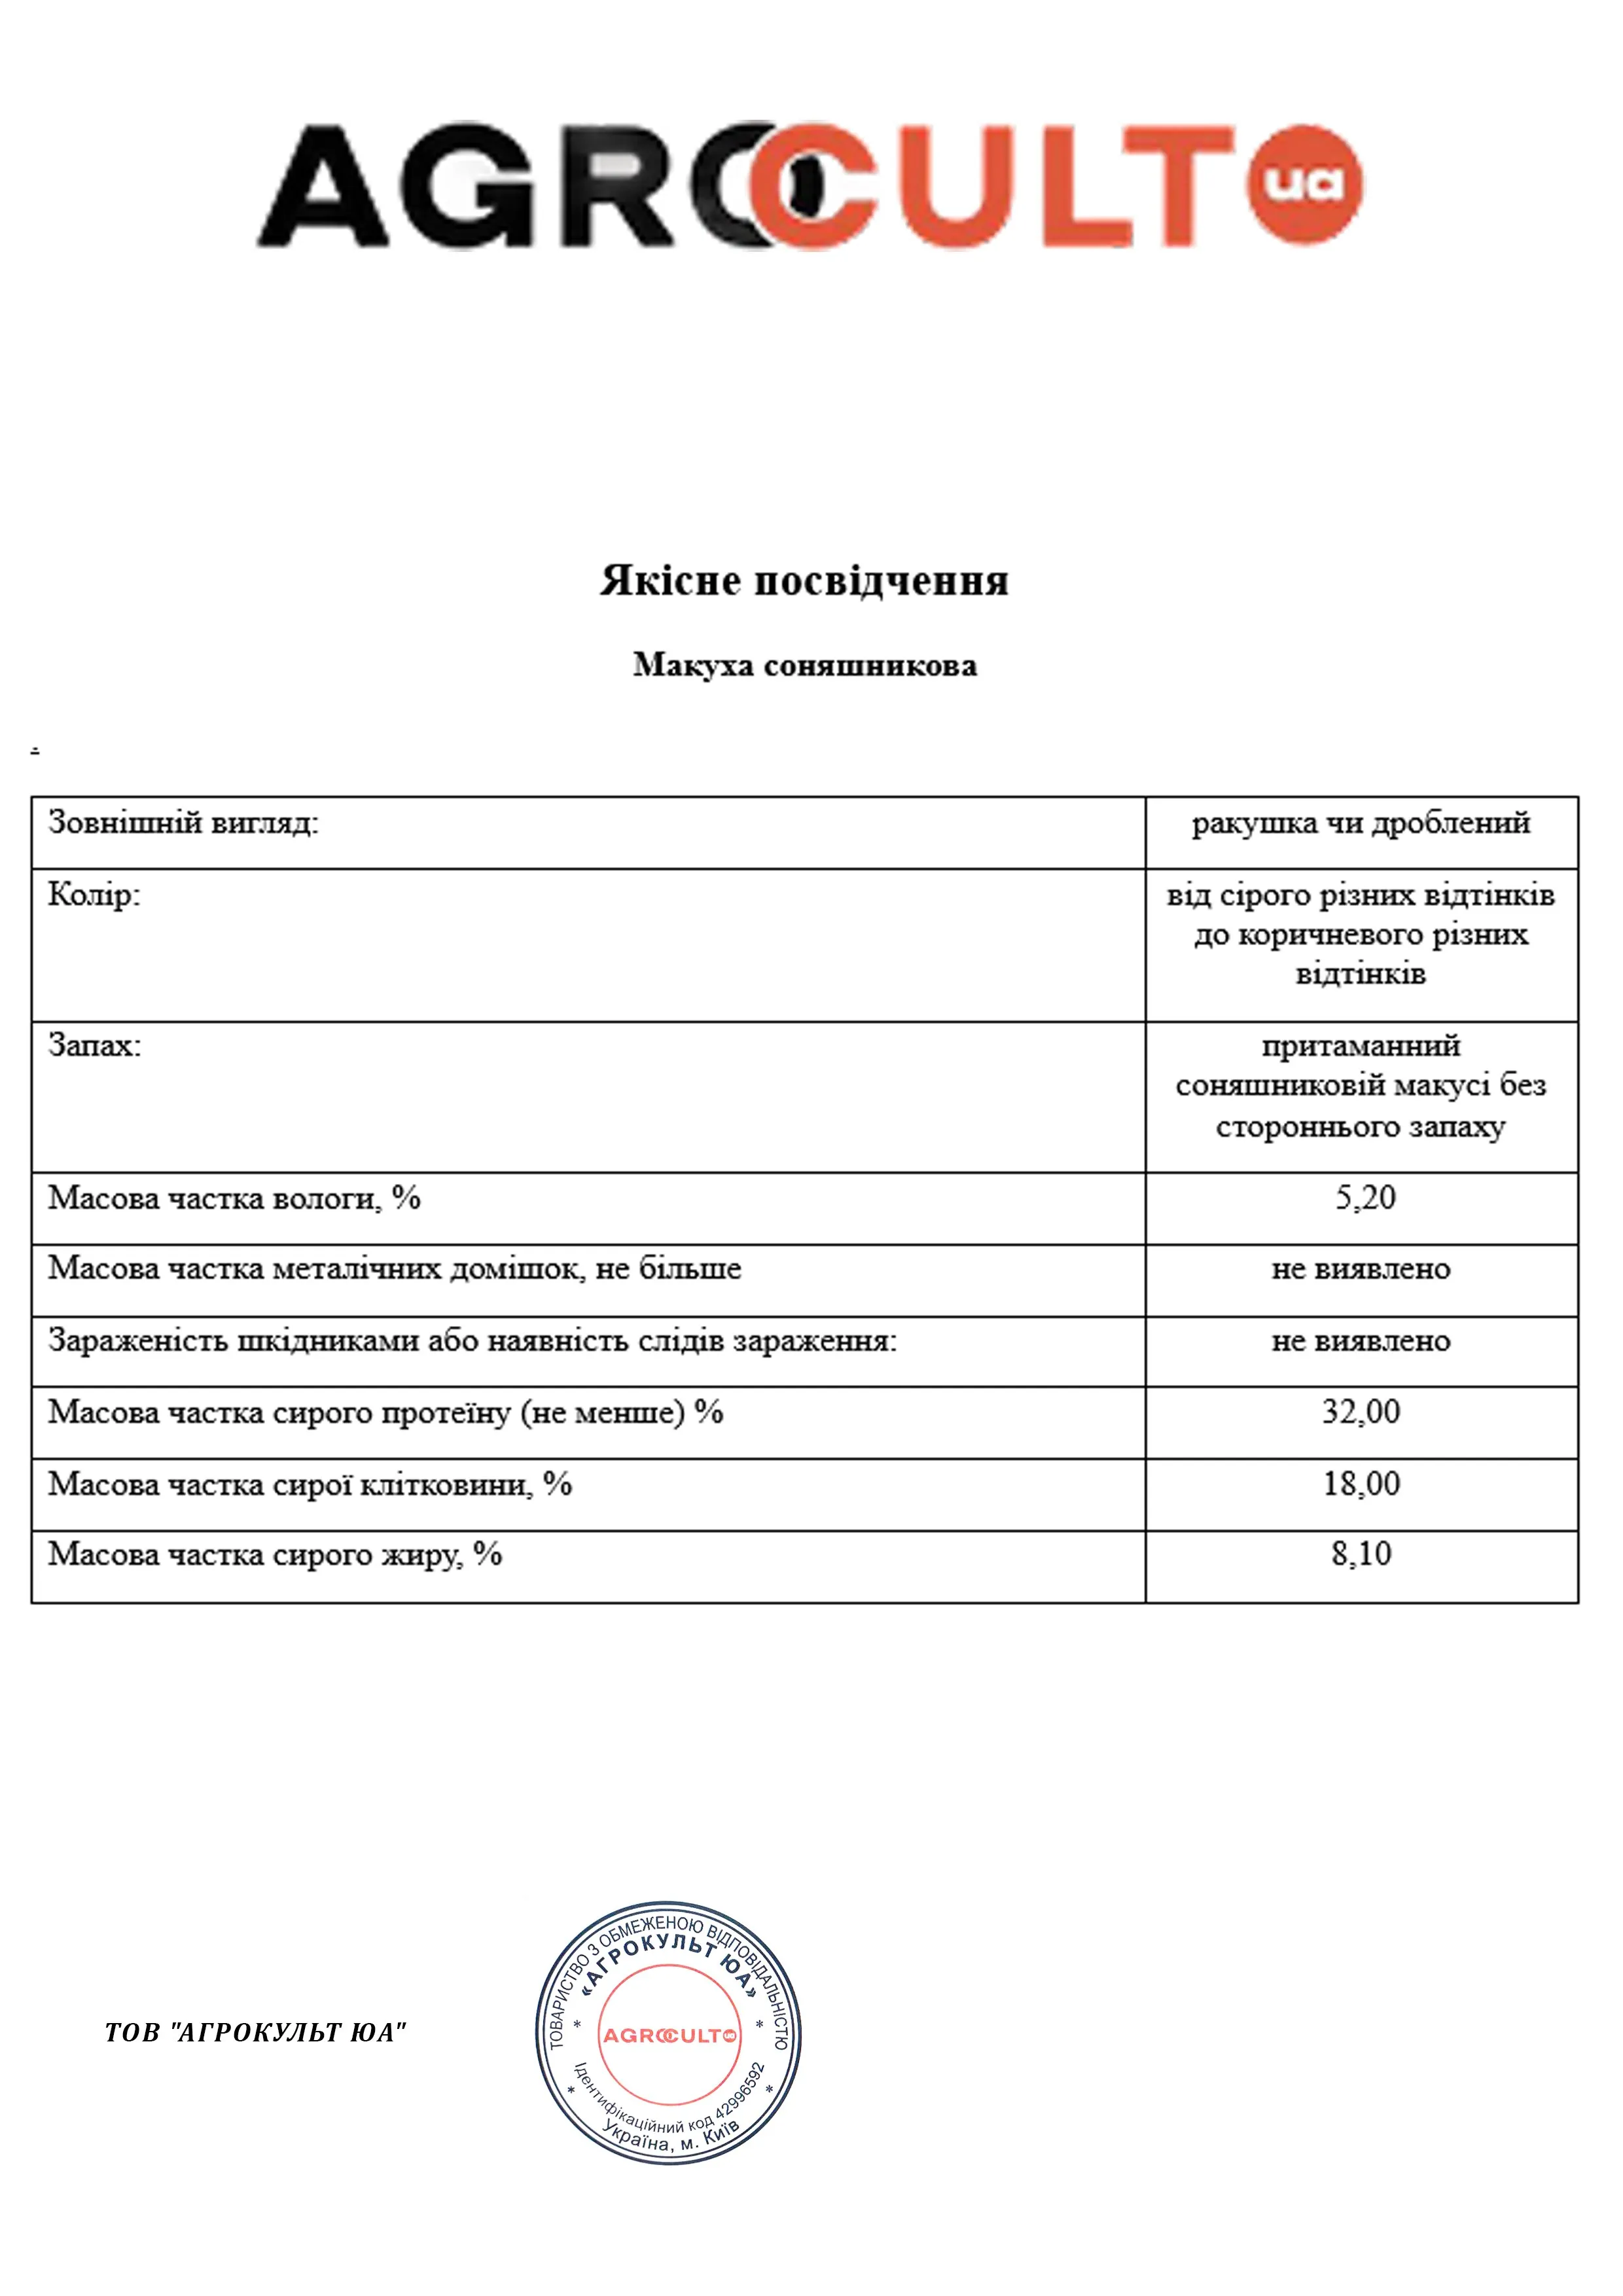 AGROCULT ua
Якісне посвідчення
Макуха соняшникова
.
Зовнішній вигляд: ракушка чи дроблений
Колір: від сірого різних відтінків
до коричневого різних
відтінків
Запах: притаманний
соняшниковій макусі без
стороннього запаху
Масова частка вологи, % 5,20
Масова частка металічних домішок, не більше не виявлено
Зараженість шкідниками або наявність слідів зараження: не виявлено
Масова частка сирого протеїну (не менше) % 32,00
Масова частка сирої клітковини, % 18,00
Масова частка сирого жиру, % 8,10
ТОВ "АГРОКУЛЬТ ЮА"
ТОВАРИСТВО З ОБМЕЖЕНОЮ ВІДПОВІДАЛЬНІСТЮ
«АГРОКУЛЬТ ЮА»
* *
AGROCULT ua
Ідентифікаційний код 42996592
* *
Україна, м. Київ